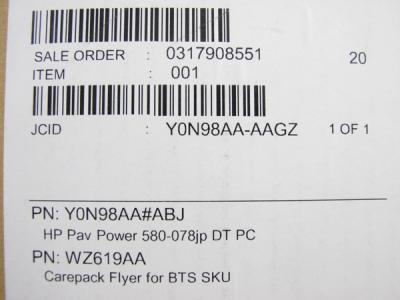 SALE ORDER : 0317908551 20
ITEM : 001
JCID : Y0N98AA-AAGZ 1 OF 1
PN: Y0N98AA#ABJ
HP Pav Power 580-078jp DT PC
PN: WZ619AA
Carepack Flyer for BTS SKU